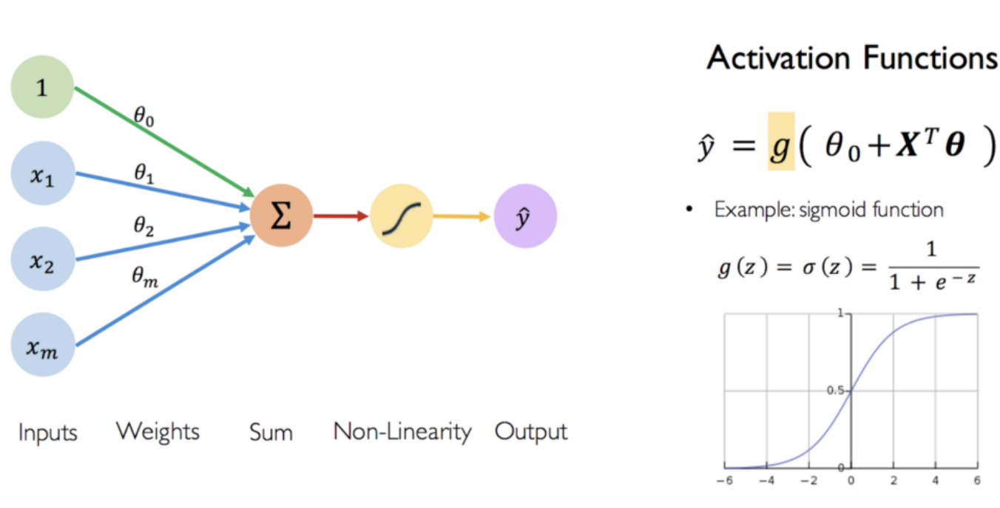 1
θ₀
x₁
θ₁
x₂
θ₂
xₘ
θₘ
Σ
ŷ
Inputs Weights Sum Non-Linearity Output
Activation Functions
ŷ = g ( θ₀ + Xᵀ θ )
• Example: sigmoid function
g (z) = σ (z) = 1 / (1 + e⁻ᶻ)
1
0.5
0
−6 −4 −2 0 2 4 6